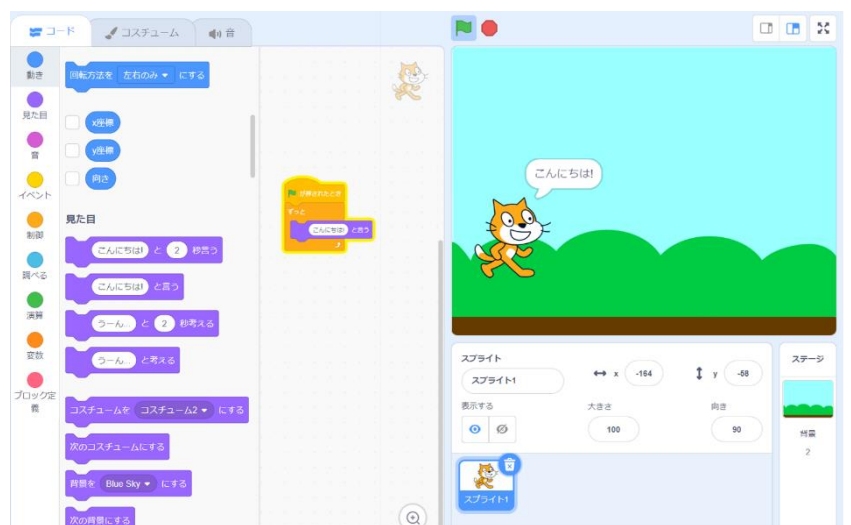 コード
コスチューム
音
動き
見た目
音
イベント
制御
調べる
演算
変数
ブロック定義
回転方法を 左右のみ にする
x座標
y座標
向き
見た目
こんにちは! と 2 秒言う
こんにちは! と言う
うーん... と 2 秒考える
うーん... と考える
コスチュームを コスチューム2 にする
次のコスチュームにする
背景を Blue Sky にする
次の背景にする
が押されたとき
ずっと
こんにちは! と言う
こんにちは!
スプライト
スプライト1
x -164
y -68
表示する
大きさ
100
向き
90
スプライト1
ステージ
背景
2